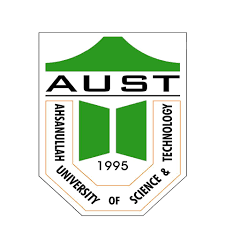 AUST
1995
AHSANULLAH UNIVERSITY OF SCIENCE & TECHNOLOGY